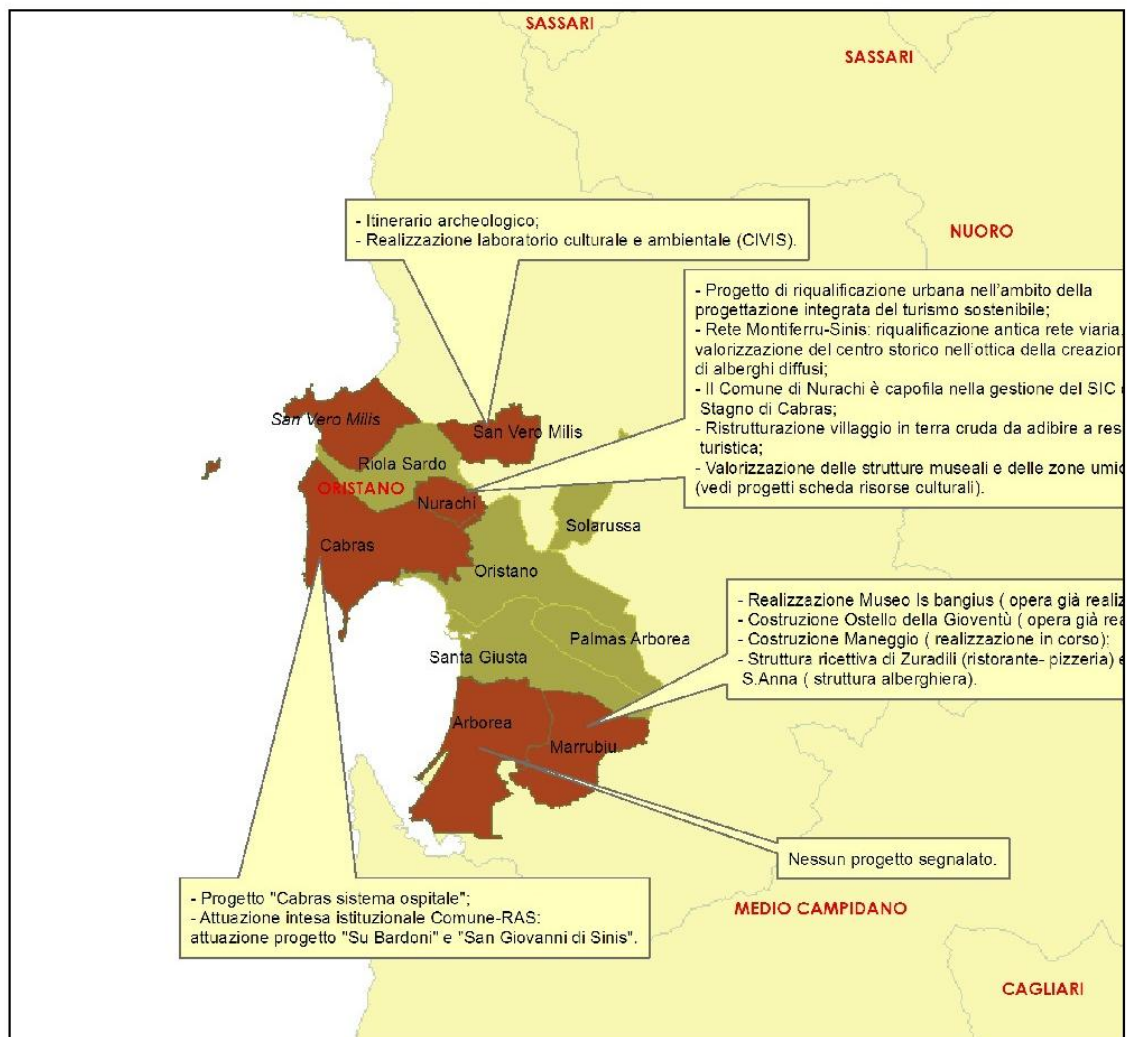 SASSARI
SASSARI
- Itinerario archeologico;
- Realizzazione laboratorio culturale e ambientale (CIVIS).
NUORO
- Progetto di riqualificazione urbana nell'ambito della
progettazione integrata del turismo sostenibile;
- Rete Montiferru-Sinis: riqualificazione antica rete viaria,
valorizzazione del centro storico nell'ottica della creazion
di alberghi diffusi;
- Il Comune di Nurachi è capofila nella gestione del SIC
Stagno di Cabras;
- Ristrutturazione villaggio in terra cruda da adibire a res
turistica;
- Valorizzazione delle strutture museali e delle zone umi
(vedi progetti scheda risorse culturali).
San Vero Milis
San Vero Milis
Riola Sardo
ORISTANO
Nurachi
Solarussa
Cabras
Oristano
- Realizzazione Museo Is bangius ( opera già realiz
- Costruzione Ostello della Gioventù ( opera già rea
- Costruzione Maneggio ( realizzazione in corso);
- Struttura ricettiva di Zuradili (ristorante- pizzeria) e
S.Anna ( struttura alberghiera).
Palmas Arborea
Santa Giusta
Arborea
Marrubiu
Nessun progetto segnalato.
- Progetto "Cabras sistema ospitale";
- Attuazione intesa istituzionale Comune-RAS:
attuazione progetto "Su Bardoni" e "San Giovanni di Sinis".
MEDIO CAMPIDANO
CAGLIARI